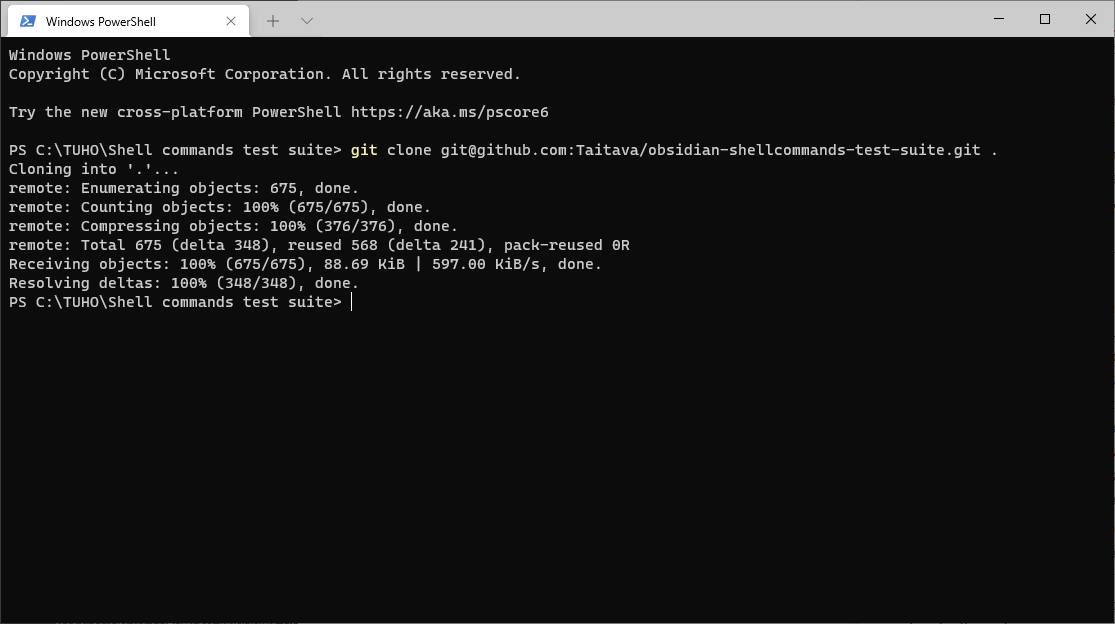 Windows PowerShell
Windows PowerShell
Copyright (C) Microsoft Corporation. All rights reserved.
Try the new cross-platform PowerShell https://aka.ms/pscore6
PS C:\TUHO\Shell commands test suite> git clone git@github.com:Taitava/obsidian-shellcommands-test-suite.git .
Cloning into '.'...
remote: Enumerating objects: 675, done.
remote: Counting objects: 100% (675/675), done.
remote: Compressing objects: 100% (376/376), done.
remote: Total 675 (delta 348), reused 568 (delta 241), pack-reused 0R
Receiving objects: 100% (675/675), 88.69 KiB | 597.00 KiB/s, done.
Resolving deltas: 100% (348/348), done.
PS C:\TUHO\Shell commands test suite>